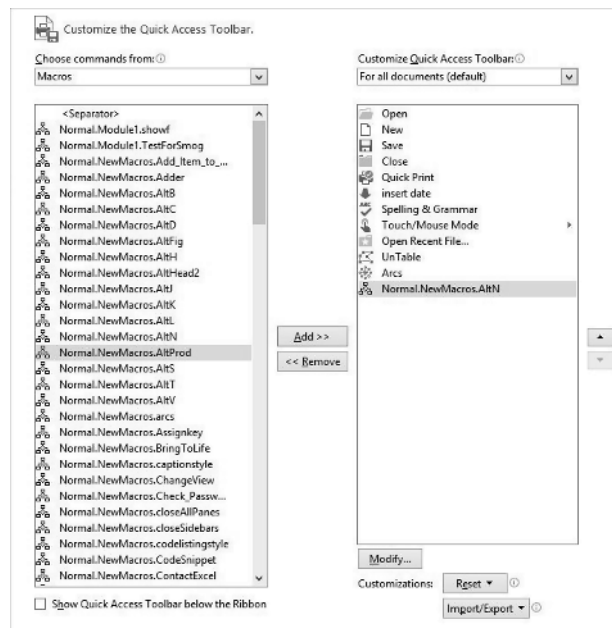 Customize the Quick Access Toolbar.
Choose commands from:
Macros
<Separator>
Normal.Module1.showf
Normal.Module1.TestForSmog
Normal.NewMacros.Add_Item_to_...
Normal.NewMacros.Adder
Normal.NewMacros.AltB
Normal.NewMacros.AltC
Normal.NewMacros.AltD
Normal.NewMacros.AltFig
Normal.NewMacros.AltH
Normal.NewMacros.AltHead2
Normal.NewMacros.AltJ
Normal.NewMacros.AltK
Normal.NewMacros.AltL
Normal.NewMacros.AltN
Normal.NewMacros.AltProd
Normal.NewMacros.AltS
Normal.NewMacros.AltT
Normal.NewMacros.AltV
Normal.NewMacros.arcs
Normal.NewMacros.Assignkey
Normal.NewMacros.BringToLife
Normal.NewMacros.captionstyle
Normal.NewMacros.ChangeView
Normal.NewMacros.Check_Passw...
Normal.NewMacros.closeAllPanes
Normal.NewMacros.closeSidebars
Normal.NewMacros.codelistingstyle
Normal.NewMacros.CodeSnippet
Normal.NewMacros.ContactExcel
Show Quick Access Toolbar below the Ribbon
Add >>
<< Remove
Customize Quick Access Toolbar:
For all documents (default)
Open
New
Save
Close
Quick Print
insert date
Spelling & Grammar
Touch/Mouse Mode
Open Recent File...
UnTable
Arcs
Normal.NewMacros.AltN
Modify...
Customizations: Reset
Import/Export